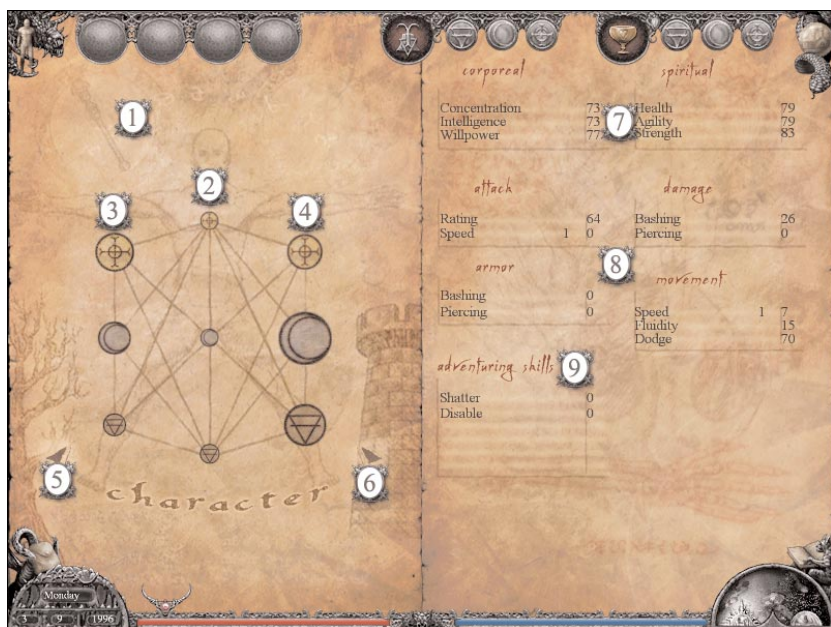 1
2
3
4
5
6
character
Monday
3 9 1996
corporeal
spiritual
Concentration 73
Intelligence 73
Willpower 77
7
Health 79
Agility 79
Strength 83
attack
damage
Rating 64
Speed 1 0
Bashing 26
Piercing 0
8
armor
movement
Bashing 0
Piercing 0
Speed 1 7
Fluidity 15
Dodge 70
adventuring skills
9
Shatter 0
Disable 0